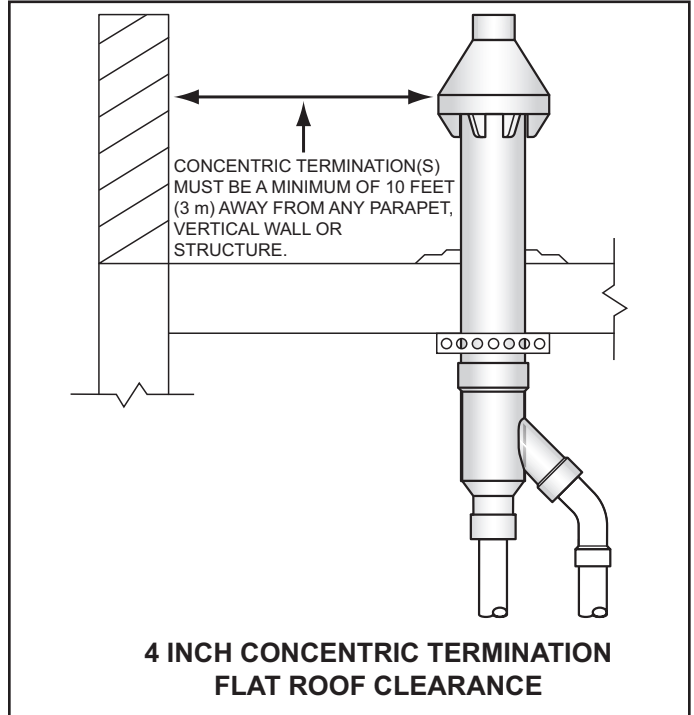 CONCENTRIC TERMINATION(S)
MUST BE A MINIMUM OF 10 FEET
(3 m) AWAY FROM ANY PARAPET,
VERTICAL WALL OR
STRUCTURE.
4 INCH CONCENTRIC TERMINATION
FLAT ROOF CLEARANCE